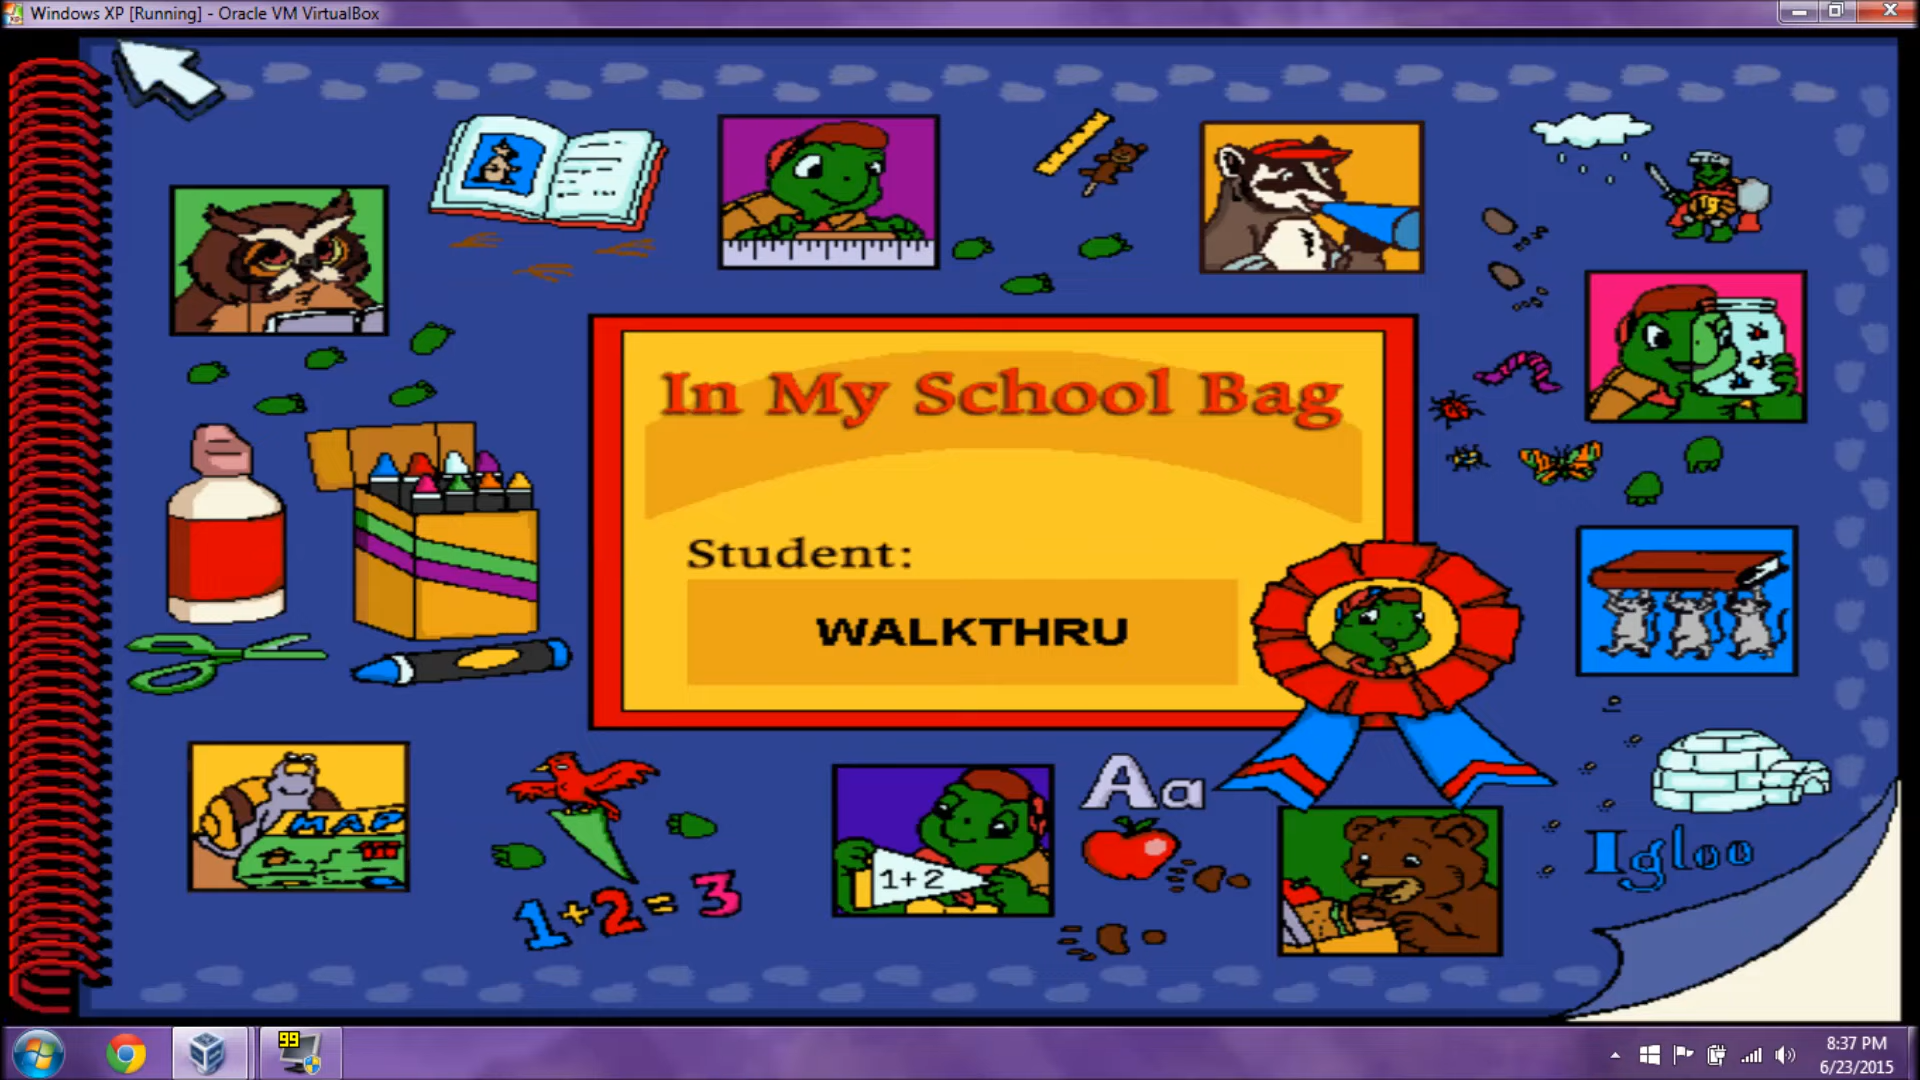 Windows XP [Running] - Oracle VM VirtualBox
In My School Bag
Student:
WALKTHRU
MAP
1+2=3
1+2
Aa
Igloo
99
8:37 PM
6/23/2015